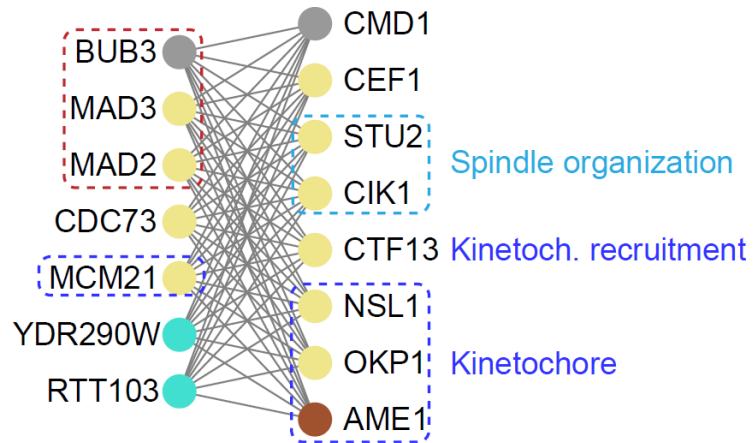 BUB3
MAD3
MAD2
CDC73
MCM21
YDR290W
RTT103
CMD1
CEF1
STU2
CIK1
CTF13
NSL1
OKP1
AME1
Spindle organization
Kinetoch. recruitment
Kinetochore